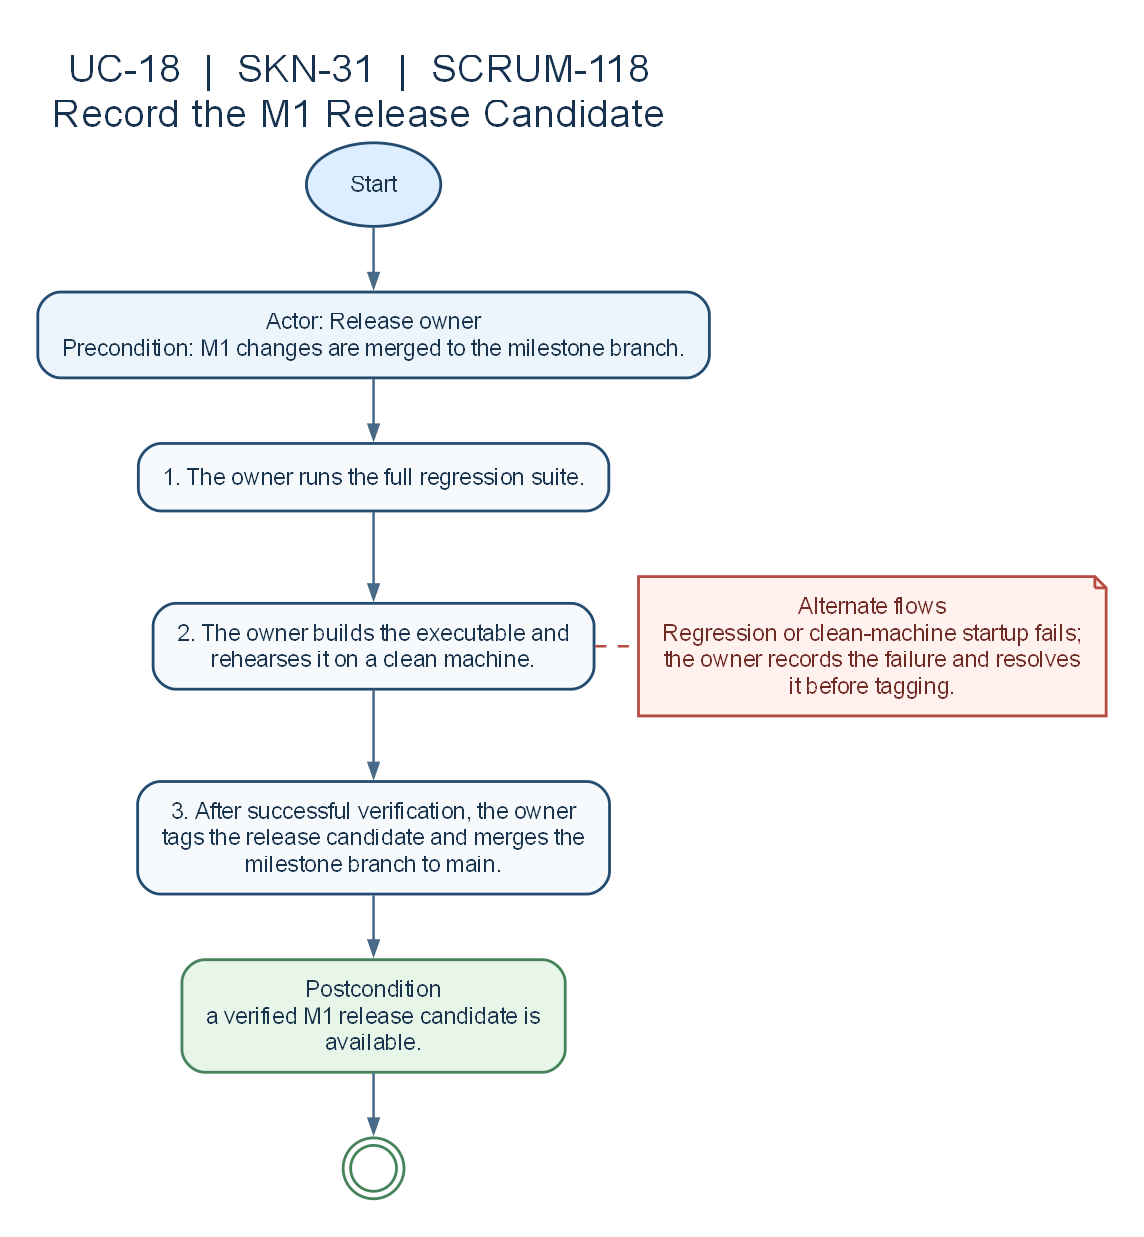 UC-18 | SKN-31 | SCRUM-118
Record the M1 Release Candidate
Start
Actor: Release owner
Precondition: M1 changes are merged to the milestone branch.
1. The owner runs the full regression suite.
2. The owner builds the executable and
rehearses it on a clean machine.
Alternate flows
Regression or clean-machine startup fails;
the owner records the failure and resolves
it before tagging.
3. After successful verification, the owner
tags the release candidate and merges the
milestone branch to main.
Postcondition
a verified M1 release candidate is
available.